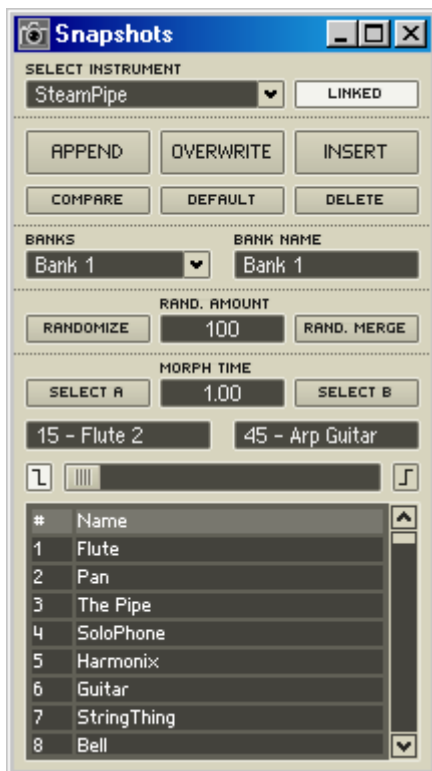 Snapshots
SELECT INSTRUMENT
SteamPipe LINKED
APPEND OVERWRITE INSERT
COMPARE DEFAULT DELETE
BANKS BANK NAME
Bank 1 Bank 1
RAND. AMOUNT
RANDOMIZE 100 RAND. MERGE
MORPH TIME
SELECT A 1.00 SELECT B
15 – Flute 2 45 – Arp Guitar
# Name
1 Flute
2 Pan
3 The Pipe
4 SoloPhone
5 Harmonix
6 Guitar
7 StringThing
8 Bell